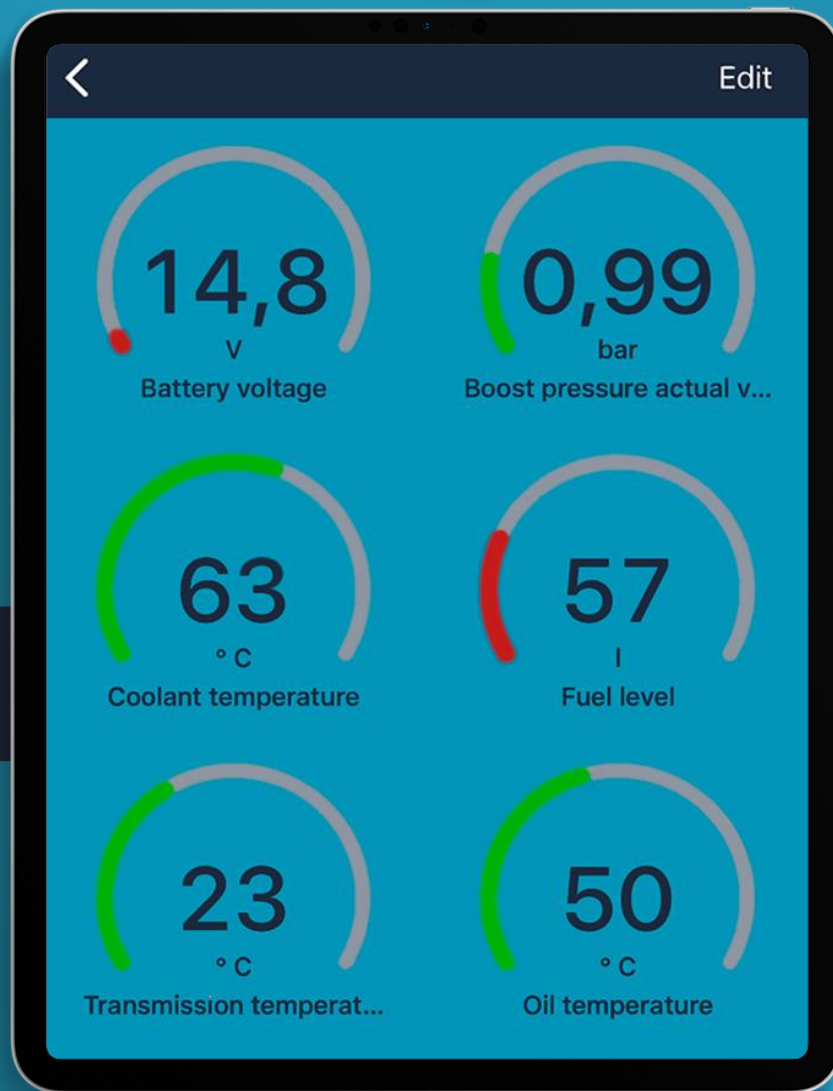 Edit
14,8
V
Battery voltage
0,99
bar
Boost pressure actual v...
63
° C
Coolant temperature
57
l
Fuel level
23
° C
Transmission temperat...
50
° C
Oil temperature